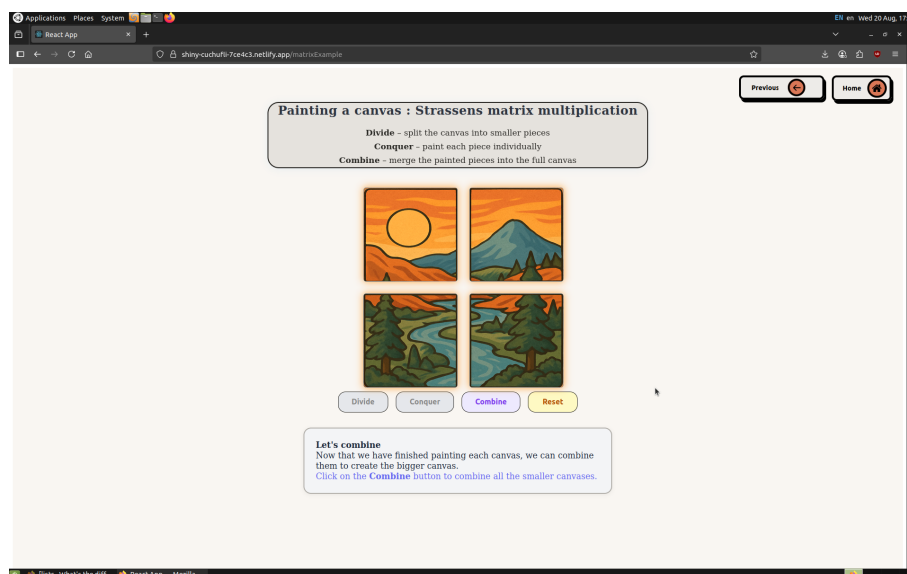 Applications Places System
EN en Wed 20 Aug, 17
React App
shiny-cuchufli-7ce4c3.netlify.app/matrixExample
Previous
Home
Painting a canvas : Strassens matrix multiplication
Divide – split the canvas into smaller pieces
Conquer – paint each piece individually
Combine – merge the painted pieces into the full canvas
Divide
Conquer
Combine
Reset
Let's combine
Now that we have finished painting each canvas, we can combine
them to create the bigger canvas.
Click on the Combine button to combine all the smaller canvases.